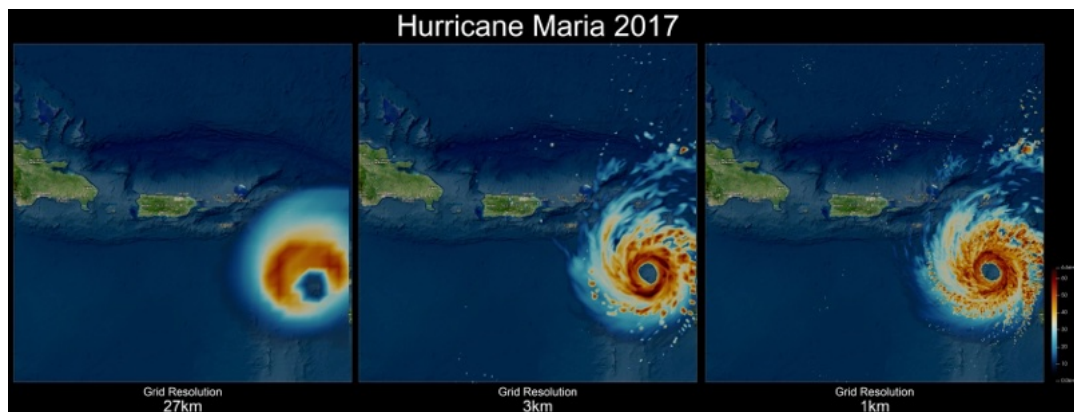 Hurricane Maria 2017
Grid Resolution
27km
Grid Resolution
3km
Grid Resolution
1km